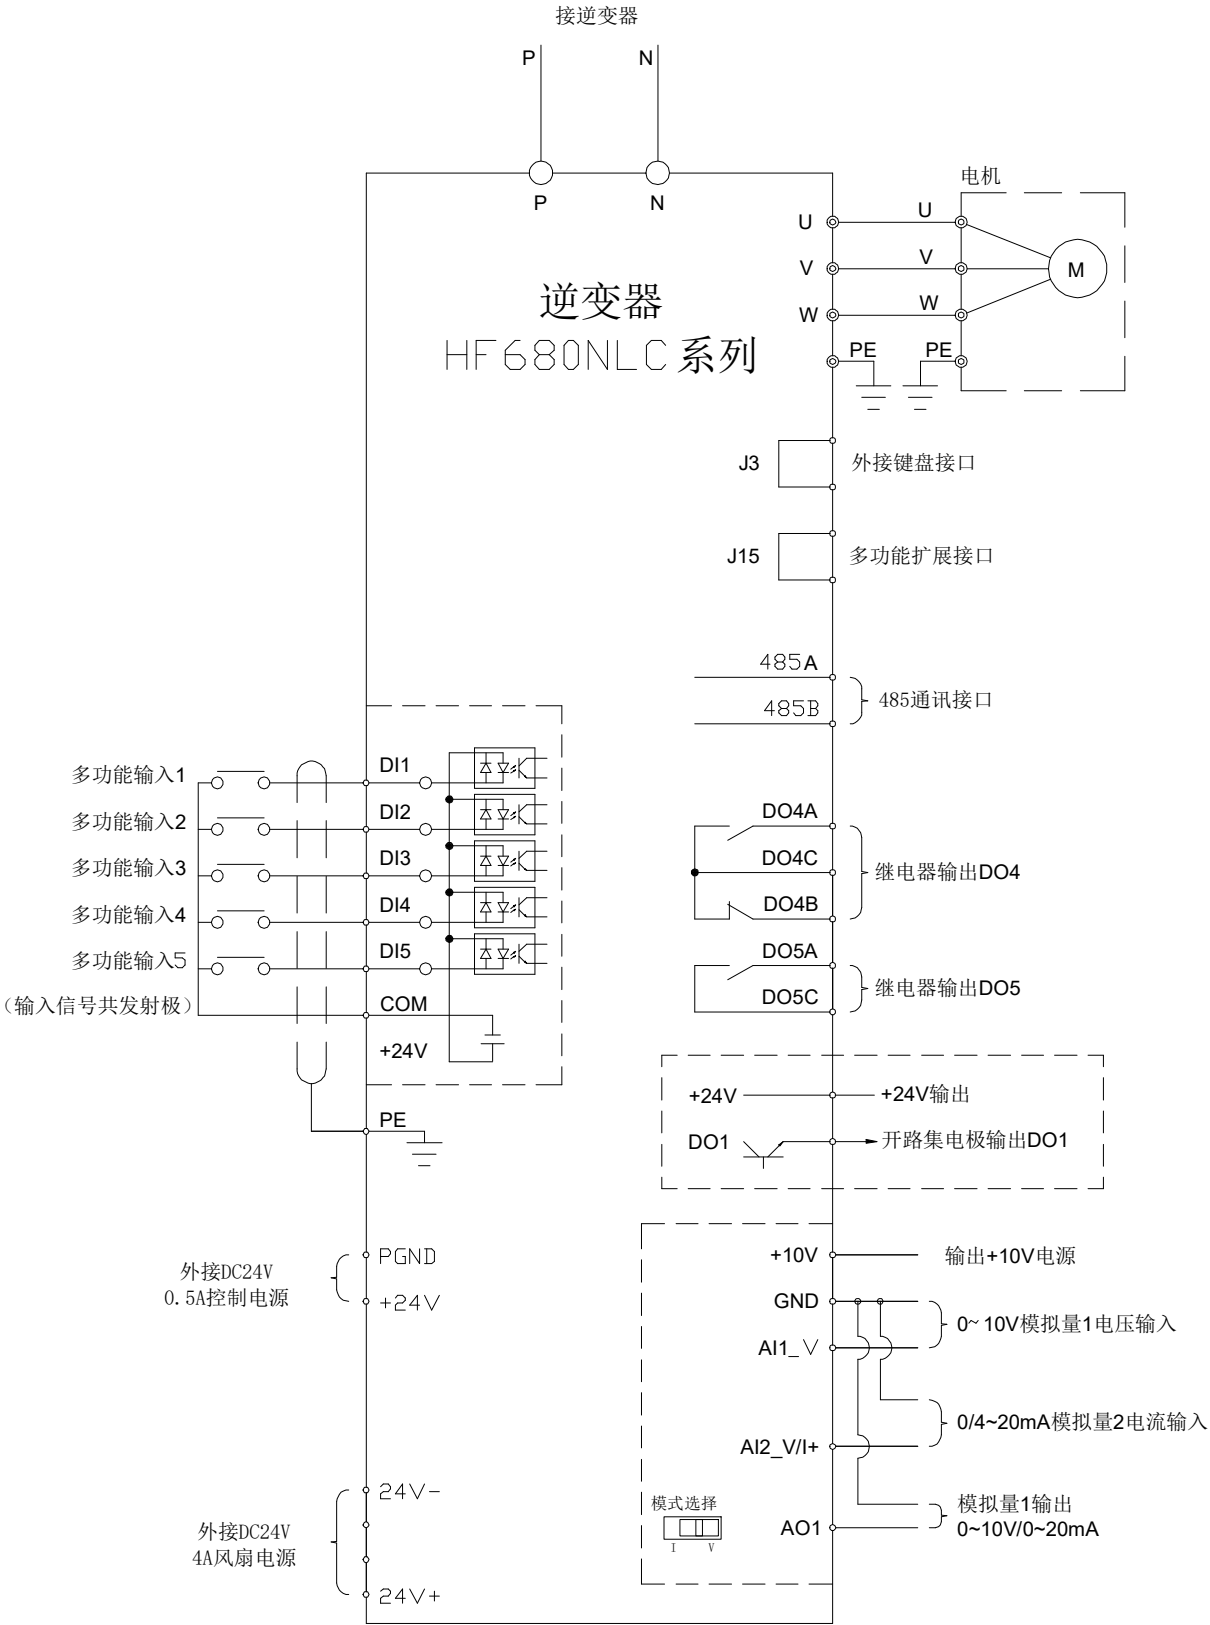 接逆变器
P
N
P
N
电机
U
U
V
V
M
W
W
PE
PE
逆变器
HF680NLC 系列
J3
外接键盘接口
J15
多功能扩展接口
485A
485B
485通讯接口
多功能输入1
DI1
多功能输入2
DI2
多功能输入3
DI3
多功能输入4
DI4
多功能输入5
DI5
(输入信号共发射极)
COM
+24V
PE
DO4A
DO4C
DO4B
继电器输出DO4
DO5A
DO5C
继电器输出DO5
+24V
+24V输出
DO1
开路集电极输出DO1
PGND
+24V
外接DC24V
0.5A控制电源
+10V
输出+10V电源
GND
AI1_V
0~10V模拟量1电压输入
AI2_V/I+
0/4~20mA模拟量2电流输入
24V-
24V+
外接DC24V
4A风扇电源
模式选择
I
V
AO1
模拟量1输出
0~10V/0~20mA